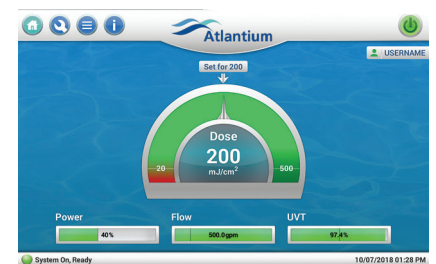 Atlantium
USERNAME
Set for 200
Dose
200
mJ/cm²
20
500
Power
Flow
UVT
40%
500.0gpm
97.4%
System On, Ready
10/07/2018 01:28 PM